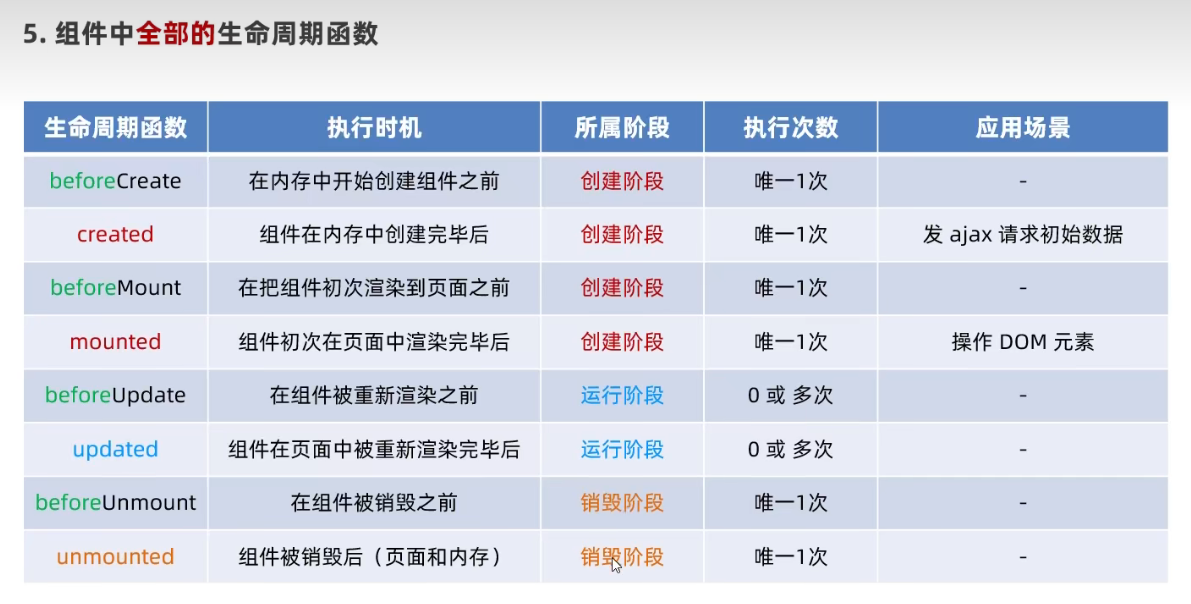 5. 组件中全部的生命周期函数
生命周期函数 执行时机 所属阶段 执行次数 应用场景
beforeCreate 在内存中开始创建组件之前 创建阶段 唯一1次 -
created 组件在内存中创建完毕后 创建阶段 唯一1次 发 ajax 请求初始数据
beforeMount 在把组件初次渲染到页面之前 创建阶段 唯一1次 -
mounted 组件初次在页面中渲染完毕后 创建阶段 唯一1次 操作 DOM 元素
beforeUpdate 在组件被重新渲染之前 运行阶段 0 或 多次 -
updated 组件在页面中被重新渲染完毕后 运行阶段 0 或 多次 -
beforeUnmount 在组件被销毁之前 销毁阶段 唯一1次 -
unmounted 组件被销毁后（页面和内存） 销毁阶段 唯一1次 -